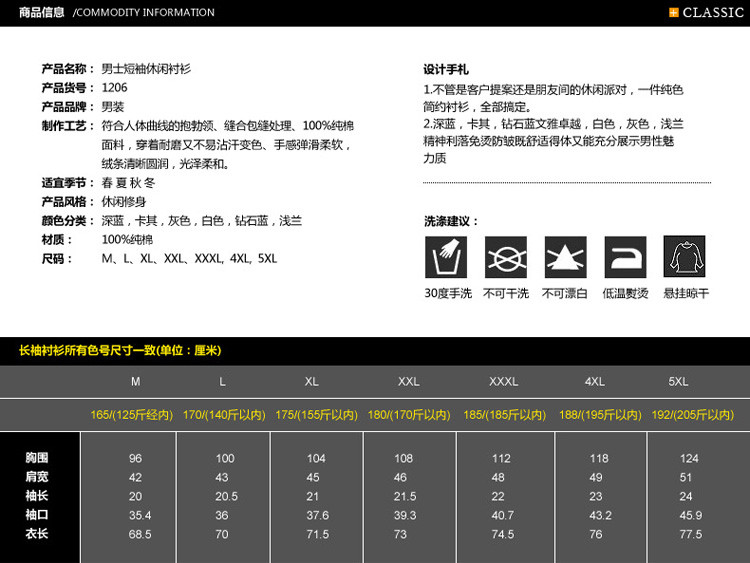 商品信息 /COMMODITY INFORMATION
CLASSIC
产品名称： 男士短袖休闲衬衫
产品货号： 1206
产品品牌： 男装
制作工艺： 符合人体曲线的抱勃领、缝合包缝处理、100%纯棉
面料，穿着耐磨又不易沾汗变色、手感弹滑柔软，
绒条清晰圆润，光泽柔和。
适宜季节： 春 夏 秋 冬
产品风格： 休闲修身
颜色分类： 深蓝，卡其，灰色，白色，钻石蓝，浅兰
材质： 100%纯棉
尺码： M、L、XL、XXL、XXXL, 4XL, 5XL
设计手札
1.不管是客户提案还是朋友间的休闲派对，一件纯色
简约衬衫，全部搞定。
2.深蓝，卡其，钻石蓝文雅卓越，白色，灰色，浅兰
精神利落免烫防皱既舒适得体又能充分展示男性魅
力质
洗涤建议：
30度手洗 不可干洗 不可漂白 低温熨烫 悬挂晾干
长袖衬衫所有色号尺寸一致(单位：厘米)
M L XL XXL XXXL 4XL 5XL
165/(125斤经内) 170/(140斤以内) 175/(155斤以内) 180/(170斤以内) 185/(185斤以内) 188/(195斤以内) 192/(205斤以内)
胸围 96 100 104 108 112 118 124
肩宽 42 43 45 46 48 49 51
袖长 20 20.5 21 21.5 22 23 24
袖口 35.4 36 37.6 39.3 40.7 43.2 45.9
衣长 68.5 70 71.5 73 74.5 76 77.5